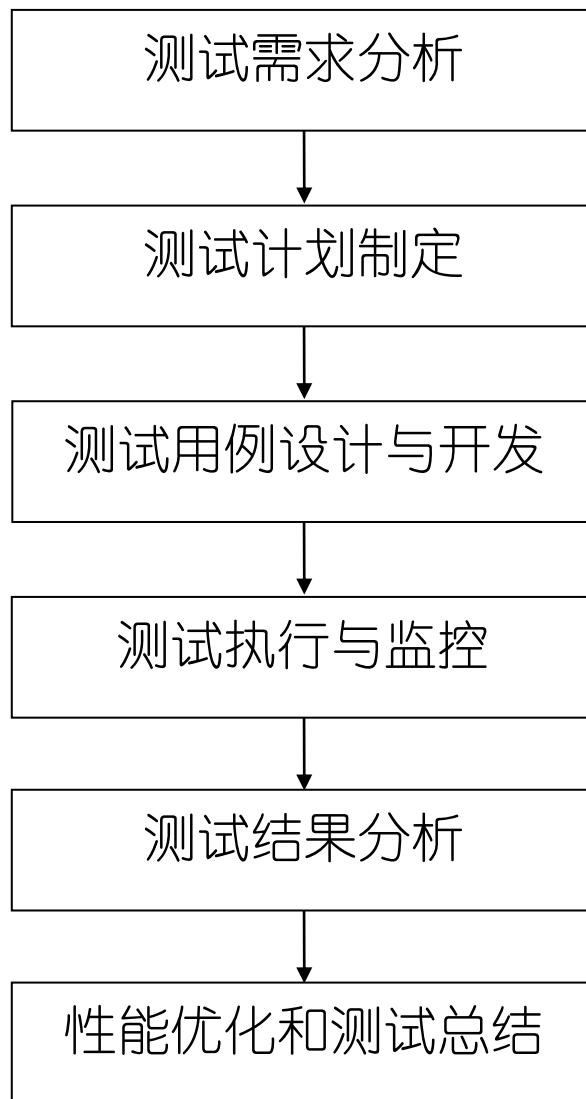 测试需求分析
测试计划制定
测试用例设计与开发
测试执行与监控
测试结果分析
性能优化和测试总结